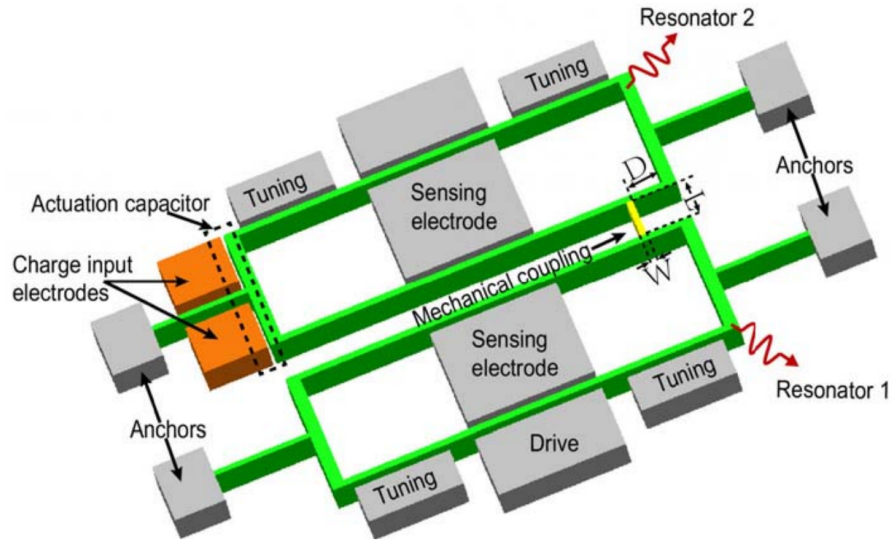 Resonator 2
Tuning
Anchors
Tuning
Sensing
electrode
D
L
Actuation capacitor
Charge input
electrodes
Mechanical coupling
W
Sensing
electrode
Tuning
Resonator 1
Anchors
Drive
Tuning